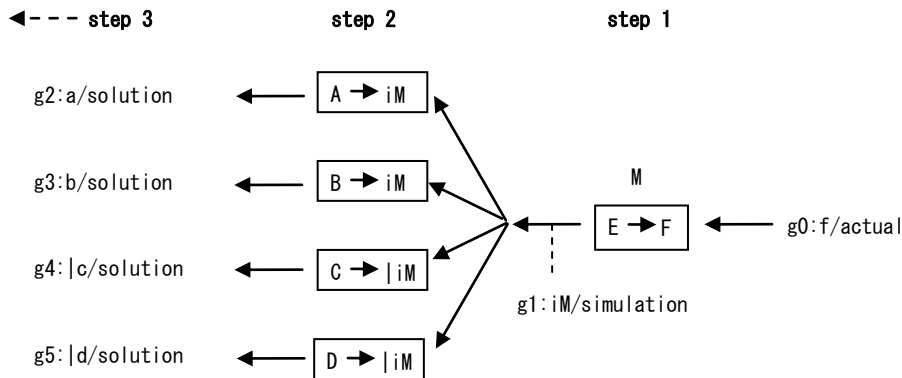 step 3 step 2 step 1
g2:a/solution A → iM
g3:b/solution B → iM
M
E → F g0:f/actual
g4:|c/solution C → |iM
g1:iM/simulation
g5:|d/solution D → |iM